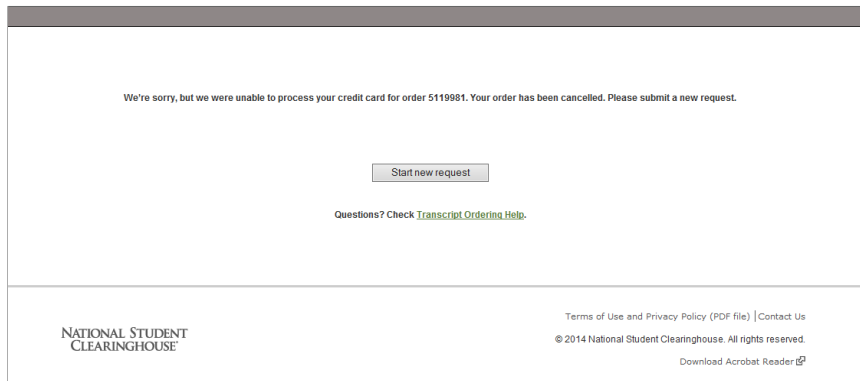 We're sorry, but we were unable to process your credit card for order 5119981. Your order has been cancelled. Please submit a new request.
Start new request
Questions? Check Transcript Ordering Help.
Terms of Use and Privacy Policy (PDF file) | Contact Us
NATIONAL STUDENT
CLEARINGHOUSE®
© 2014 National Student Clearinghouse. All rights reserved.
Download Acrobat Reader